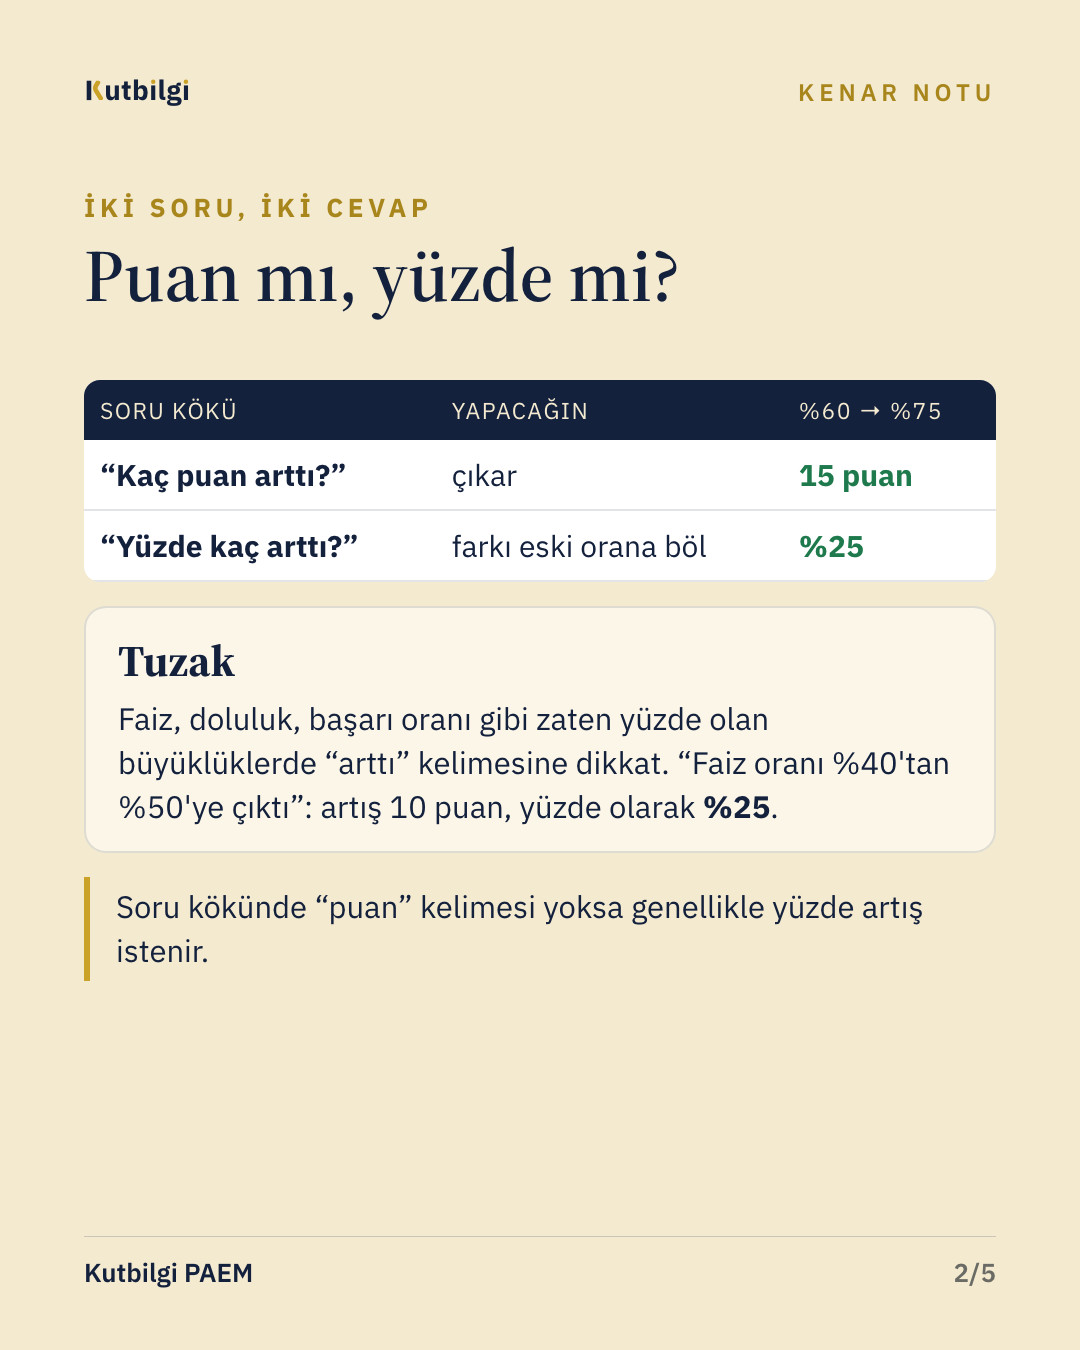 Kutbilgi
KENAR NOTU
İKİ SORU, İKİ CEVAP
Puan mı, yüzde mi?
SORU KÖKÜ YAPACAĞIN %60 → %75
“Kaç puan arttı?” çıkar 15 puan
“Yüzde kaç arttı?” farkı eski orana böl %25
Tuzak
Faiz, doluluk, başarı oranı gibi zaten yüzde olan
büyüklüklerde “arttı” kelimesine dikkat. “Faiz oranı %40'tan
%50'ye çıktı”: artış 10 puan, yüzde olarak %25.
Soru kökünde “puan” kelimesi yoksa genellikle yüzde artış
istenir.
Kutbilgi PAEM 2/5